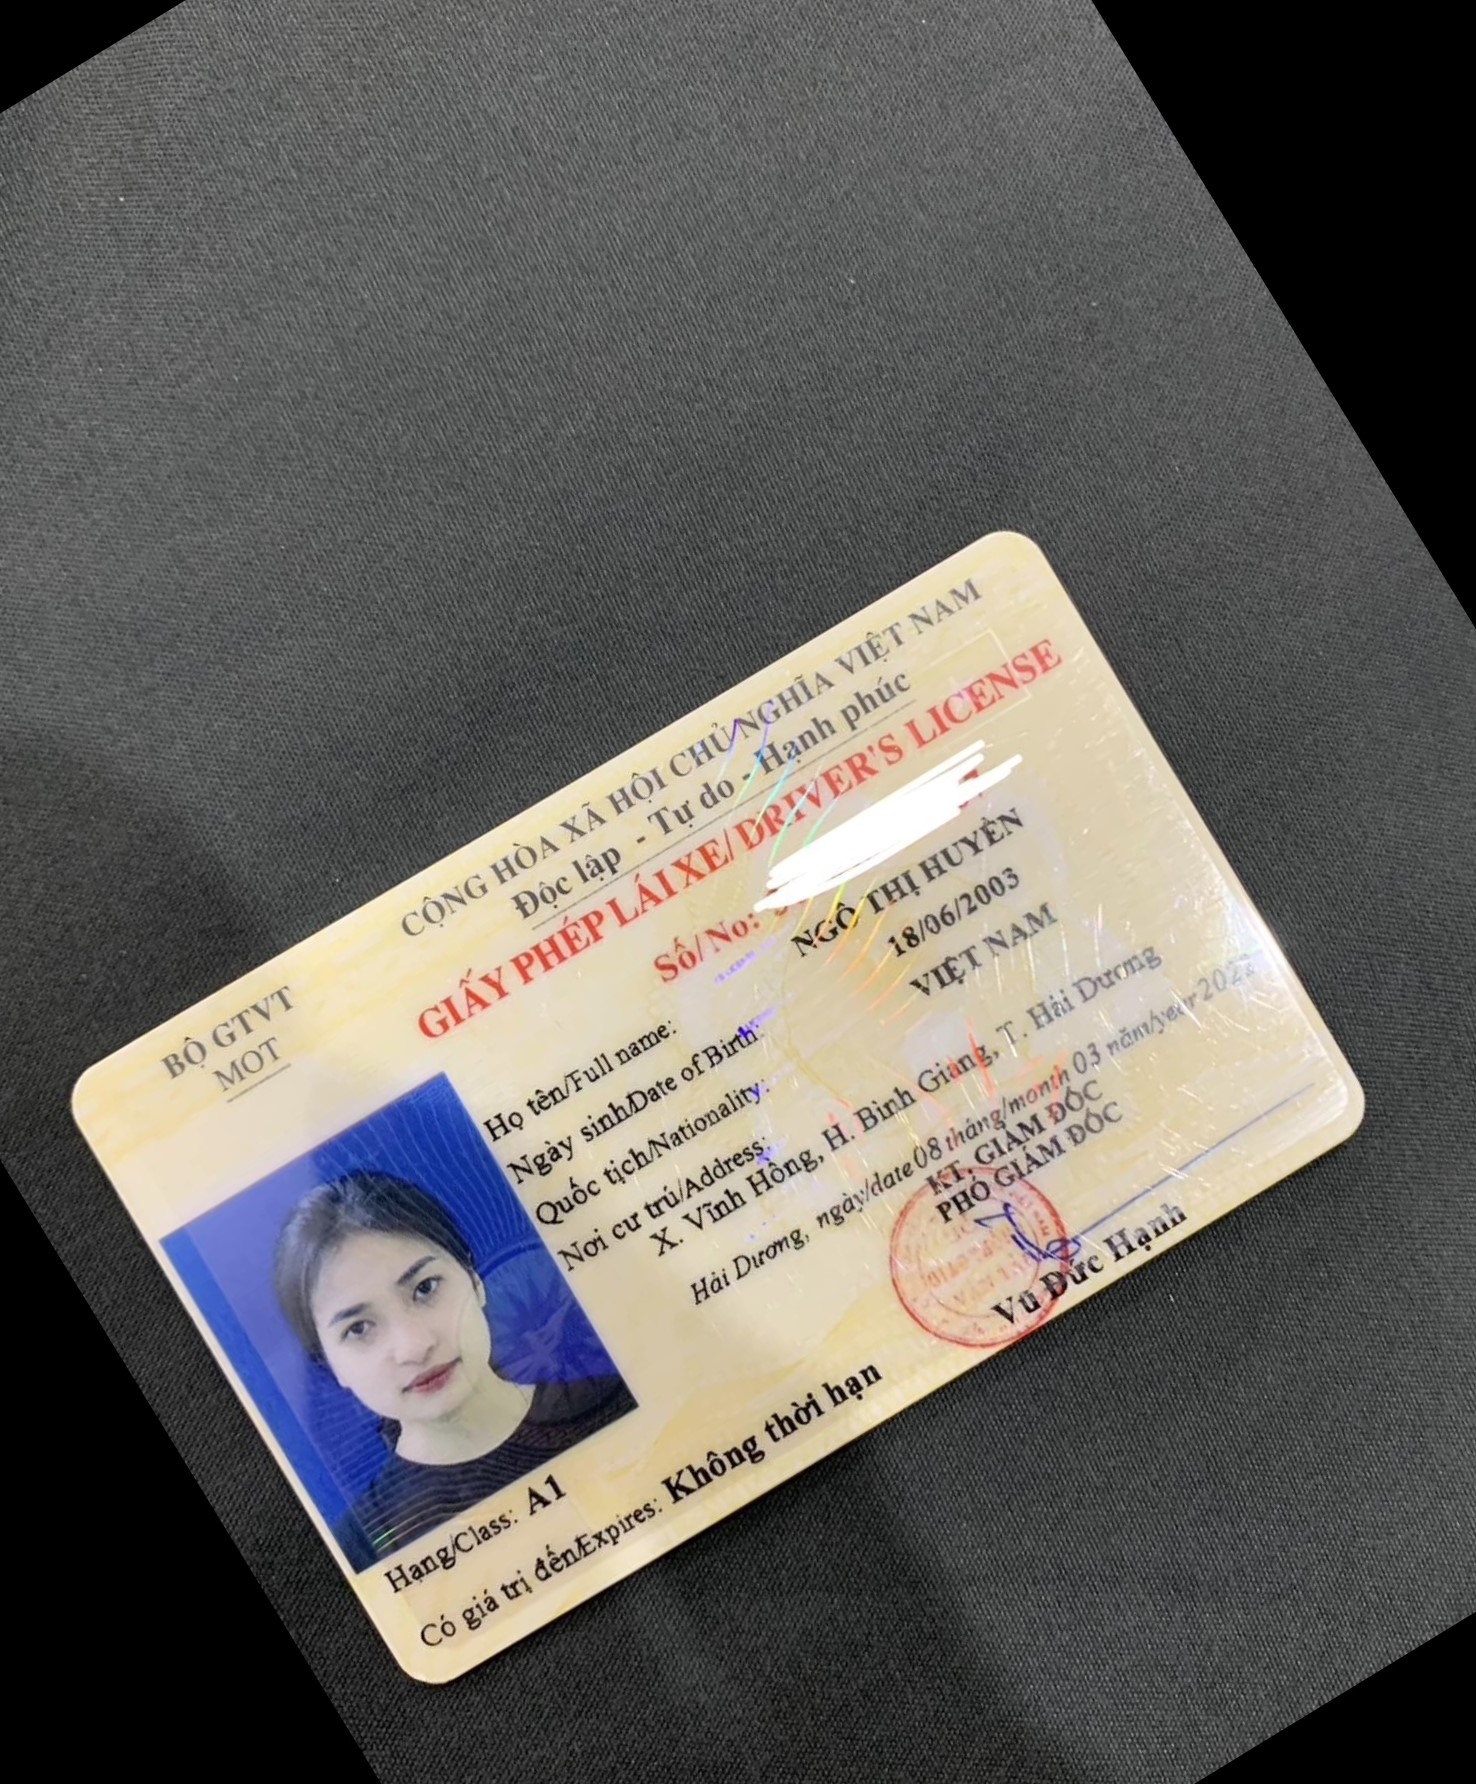 BỘ GTVT
MOT
CỘNG HÒA XÃ HỘI CHỦ NGHĨA VIỆT NAM
Độc lập - Tự do - Hạnh phúc
GIẤY PHÉP LÁI XE/ DRIVER'S LICENSE
Số/ No:
Họ tên/Full name: NGÔ THỊ HUYỀN
Ngày sinh/Date of Birth: 18/06/2003
Quốc tịch/Nationality: VIỆT NAM
Nơi cư trú/Address:
X. Vĩnh Hồng, H. Bình Giang, T. Hải Dương
Hải Dương, ngày/date 08 tháng/month 03 năm/year
KT. GIÁM ĐỐC
PHÓ GIÁM ĐỐC
Vũ Đức Hạnh
Hạng/Class: A1
Có giá trị đến/Expires: Không thời hạn